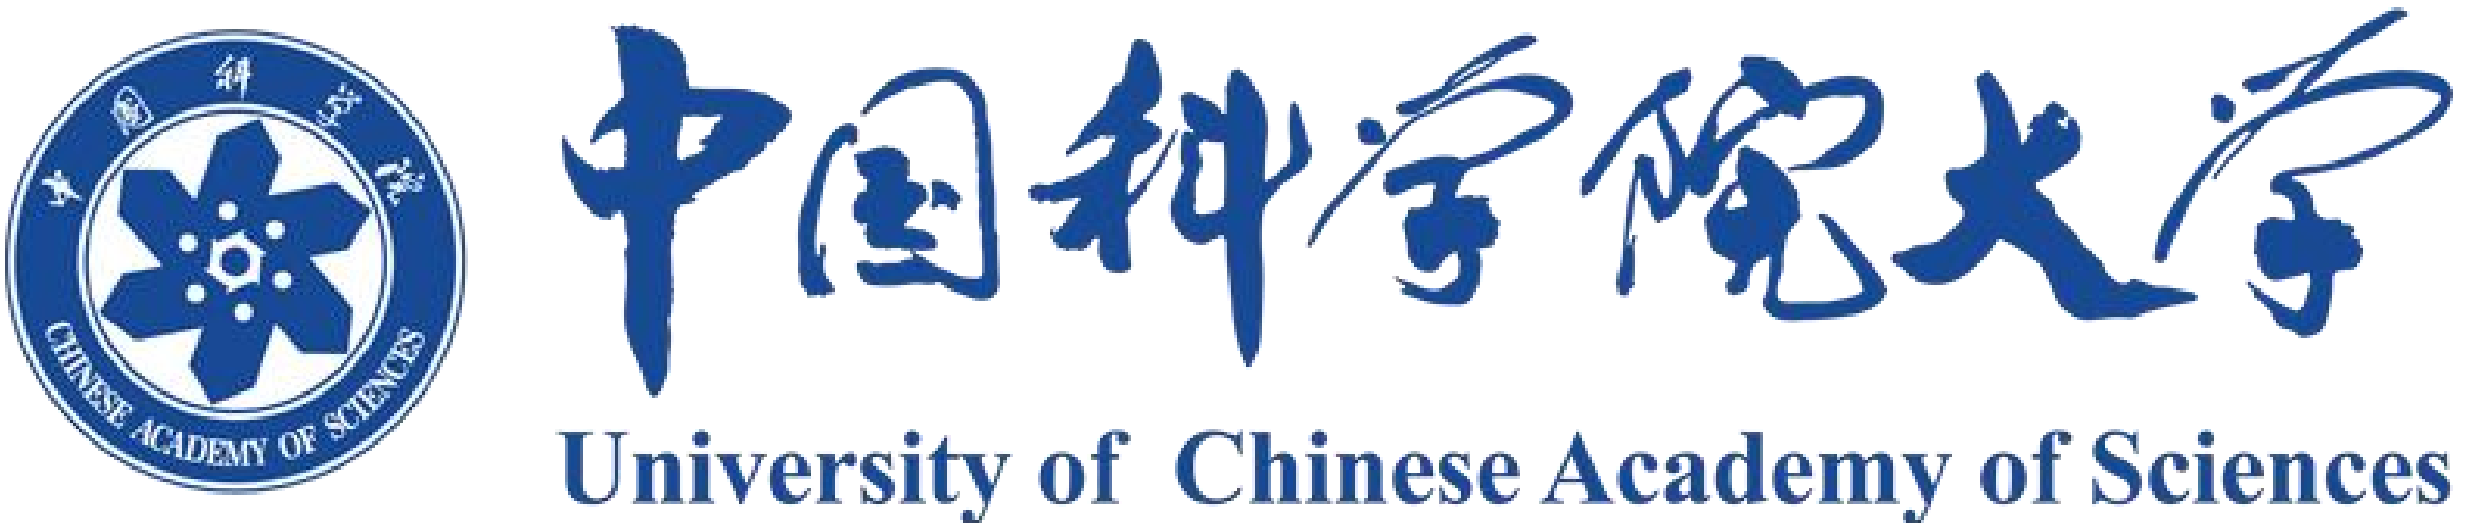 中國科学院
CHINESE ACADEMY OF SCIENCES
中国科学院大学
University of Chinese Academy of Sciences